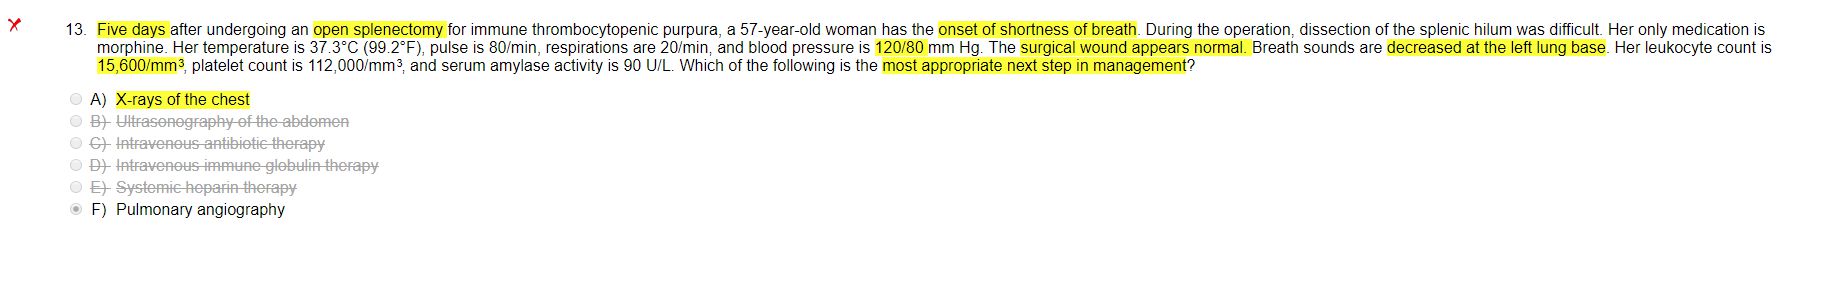 13. Five days after undergoing an open splenectomy for immune thrombocytopenic purpura, a 57-year-old woman has the onset of shortness of breath. During the operation, dissection of the splenic hilum was difficult. Her only medication is
morphine. Her temperature is 37.3°C (99.2°F), pulse is 80/min, respirations are 20/min, and blood pressure is 120/80 mm Hg. The surgical wound appears normal. Breath sounds are decreased at the left lung base. Her leukocyte count is
15,600/mm³, platelet count is 112,000/mm³, and serum amylase activity is 90 U/L. Which of the following is the most appropriate next step in management?
A) X-rays of the chest
B) Ultrasonography of the abdomen
C) Intravenous antibiotic therapy
D) Intravenous immune globulin therapy
E) Systemic heparin therapy
F) Pulmonary angiography